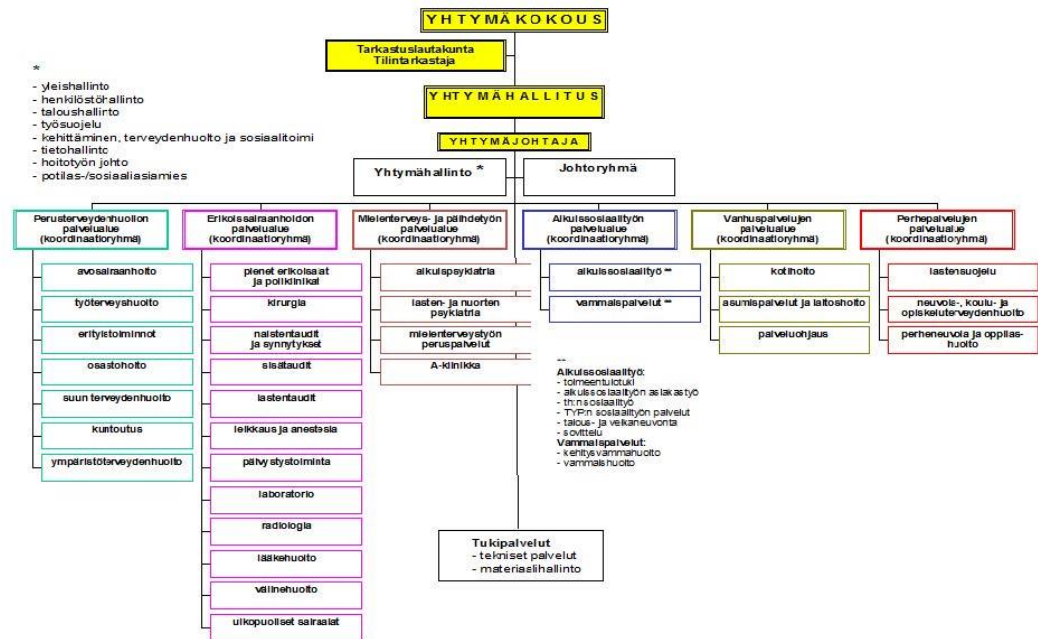 YHTYMÄKOKOUS
Tarkastuslautakunta
Tilintarkastaja
YHTYMÄHALLITUS
YHTYMÄJOHTAJA
Yhtymähallinto *
Johtoryhmä
*
- yleishallinto
- henkilöstöhallinto
- taloushallinto
- työsuojelu
- kehittäminen, terveydenhuolto ja sosiaalitoimi
- tietohallinto
- hoitotyön johto
- potilas-/sosiaaliasiamies
Perusterveydenhuollon
palvelualue
(koordinaatioryhmä)
avosairaanhoito
työterveyshuolto
erityistoiminnot
osastohoito
suun terveydenhuolto
kuntoutus
ympäristöterveydenhuolto
Erikoissairaanhoidon
palvelualue
(koordinaatioryhmä)
pienet erikoisalat
ja poliklinikat
kirurgia
naistentaudit
ja synnytykset
sisätaudit
lastentaudit
leikkaus ja anestesia
päivystystoiminta
laboratorio
radiologia
lääkehuolto
välinehuolto
ulkopuoliset sairaalat
Mielenterveys- ja päihdetyön
palvelualue
(koordinaatioryhmä)
aikuispsykiatria
lasten- ja nuorten
psykiatria
mielenterveystyön
peruspalvelut
A-klinikka
Aikuissosiaalityön
palvelualue
(koordinaatioryhmä)
aikuissosiaalityö **
vammaispalvelut **
**
Aikuissosiaalityö:
- toimeentulotuki
- aikuissosiaalityön asiakastyö
- th:n sosiaalityö
- TYP:n sosiaalityön palvelut
- talous- ja velkaneuvonta
- sovittelu
Vammaispalvelut:
- kehitysvammahuolto
- vammaishuolto
Vanhuspalvelujen
palvelualue
(koordinaatioryhmä)
kotihoito
asumispalvelut ja laitoshoito
palveluohjaus
Perhepalvelujen
palvelualue
(koordinaatioryhmä)
lastensuojelu
neuvola-, koulu- ja
opiskeluterveydenhuolto
perheneuvola ja oppilas-
huolto
Tukipalvelut
- tekniset palvelut
- materiaalihallinto